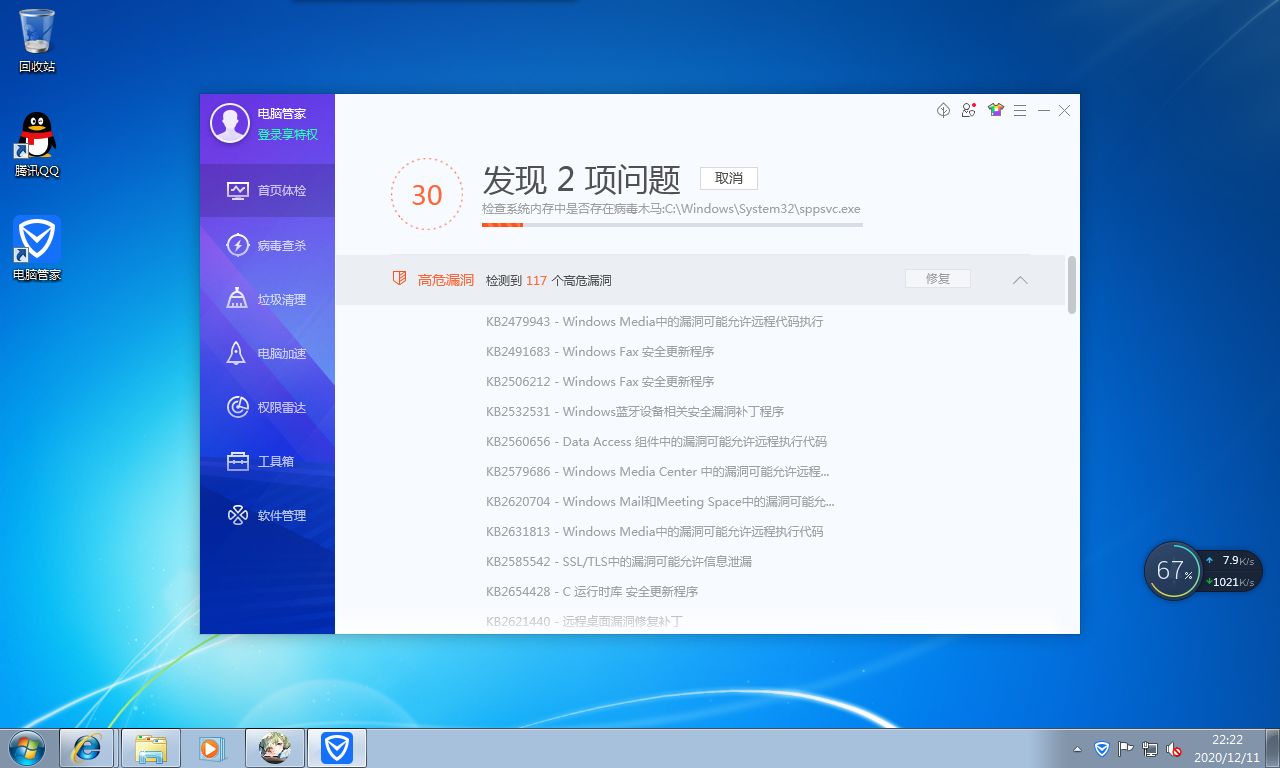 回收站
腾讯QQ
电脑管家
电脑管家
登录享特权
首页体检
病毒查杀
垃圾清理
电脑加速
权限雷达
工具箱
软件管理
30
发现 2 项问题
取消
检查系统内存中是否存在病毒木马:C:\Windows\System32\sppsvc.exe
高危漏洞 检测到 117 个高危漏洞
修复
KB2479943 - Windows Media中的漏洞可能允许远程代码执行
KB2491683 - Windows Fax 安全更新程序
KB2506212 - Windows Fax 安全更新程序
KB2532531 - Windows蓝牙设备相关安全漏洞补丁程序
KB2560656 - Data Access 组件中的漏洞可能允许远程执行代码
KB2579686 - Windows Media Center 中的漏洞可能允许远程...
KB2620704 - Windows Mail和Meeting Space中的漏洞可能允...
KB2631813 - Windows Media中的漏洞可能允许远程执行代码
KB2585542 - SSL/TLS中的漏洞可能允许信息泄漏
KB2654428 - C 运行时库 安全更新程序
KB2621440 - 远程桌面漏洞修复补丁
67%
7.9K/s
1021K/s
22:22
2020/12/11